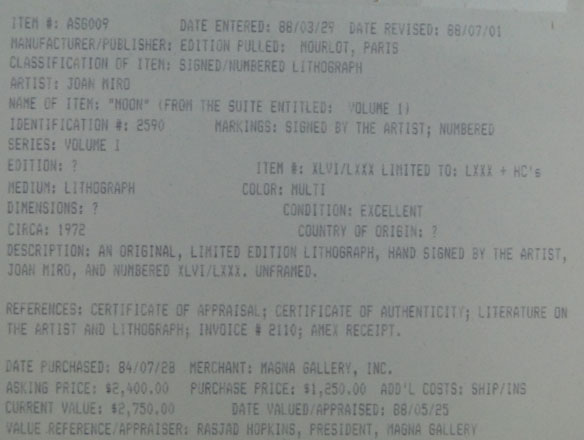 ITEM #: ASG009 DATE ENTERED: 88/03/29 DATE REVISED: 88/07/01
MANUFACTURER/PUBLISHER: EDITION PULLED: MOURLOT, PARIS
CLASSIFICATION OF ITEM: SIGNED/NUMBERED LITHOGRAPH
ARTIST: JOAN MIRO
NAME OF ITEM: "MOON" (FROM THE SUITE ENTITLED: VOLUME 1)
IDENTIFICATION #: 2590 MARKINGS: SIGNED BY THE ARTIST; NUMBERED
SERIES: VOLUME 1
EDITION: ? ITEM #: XLVI/LXXX LIMITED TO: LXXX + HC's
MEDIUM: LITHOGRAPH COLOR: MULTI
DIMENSIONS: ? CONDITION: EXCELLENT
CIRCA: 1972 COUNTRY OF ORIGIN: ?
DESCRIPTION: AN ORIGINAL, LIMITED EDITION LITHOGRAPH, HAND SIGNED BY THE ARTIST,
JOAN MIRO, AND NUMBERED XLVI/LXXX. UNFRAMED.
REFERENCES: CERTIFICATE OF APPRAISAL; CERTIFICATE OF AUTHENTICITY; LITERATURE ON
THE ARTIST AND LITHOGRAPH; INVOICE # 2110; AMEX RECEIPT.
DATE PURCHASED: 84/07/28 MERCHANT: MAGNA GALLERY, INC.
ASKING PRICE: $2,400.00 PURCHASE PRICE: $1,250.00 ADD'L COSTS: SHIP/INS
CURRENT VALUE: $2,750.00 DATE VALUED/APPRAISED: 88/05/25
VALUE REFERENCE/APPRAISER: RASJAD HOPKINS, PRESIDENT, MAGNA GALLERY